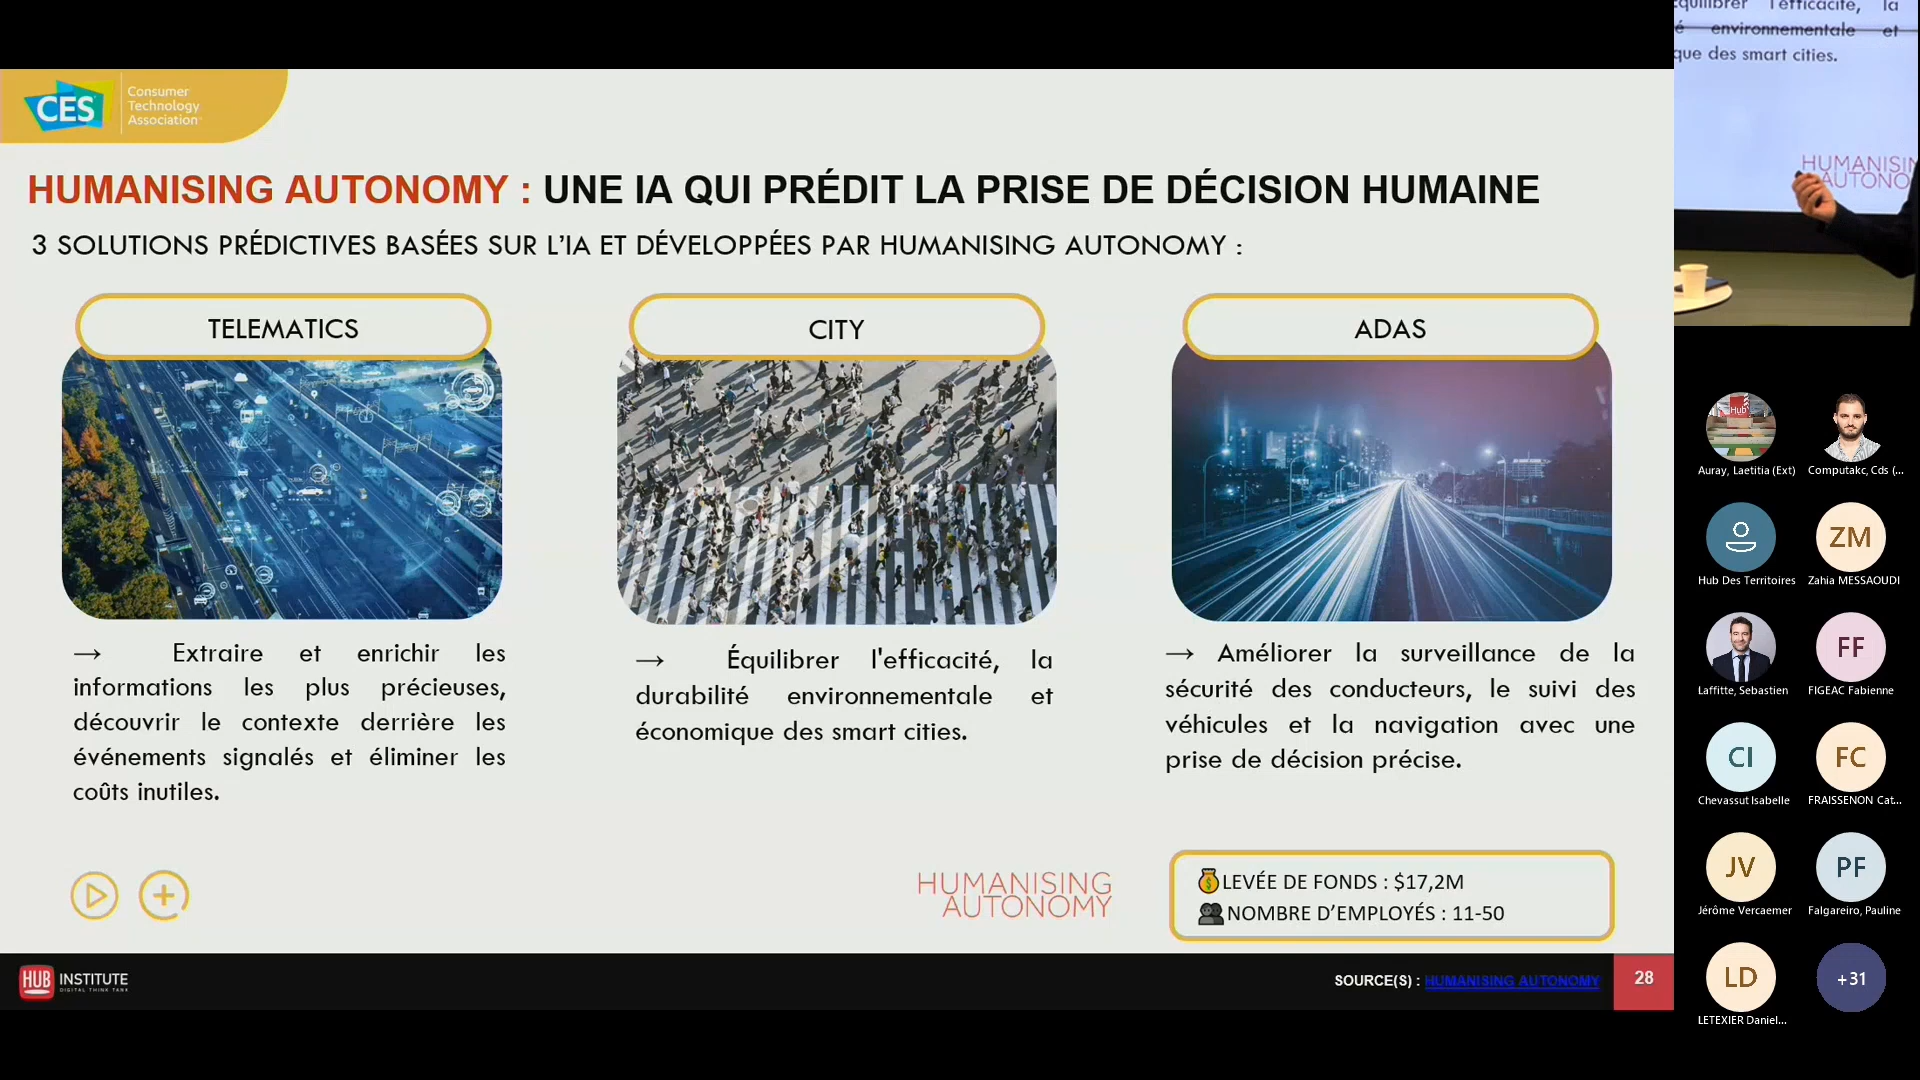 CES
Consumer
Technology
Association
HUMANISING AUTONOMY : UNE IA QUI PRÉDIT LA PRISE DE DÉCISION HUMAINE
3 SOLUTIONS PRÉDICTIVES BASÉES SUR L’IA ET DÉVELOPPÉES PAR HUMANISING AUTONOMY :
TELEMATICS
→ Extraire et enrichir les
informations les plus précieuses,
découvrir le contexte derrière les
événements signalés et éliminer les
coûts inutiles.
CITY
→ Équilibrer l'efficacité, la
durabilité environnementale et
économique des smart cities.
ADAS
→ Améliorer la surveillance de la
sécurité des conducteurs, le suivi des
véhicules et la navigation avec une
prise de décision précise.
HUMANISING
AUTONOMY
LEVÉE DE FONDS : $17,2M
NOMBRE D’EMPLOYÉS : 11-50
HUB INSTITUTE
DIGITAL THINK TANK
SOURCE(S) : HUMANISING AUTONOMY
28
équilibrer l'efficacité, la
é environnementale et
que des smart cities.
HUMANISIN
AUTONO
Hub
Auray, Laetitia (Ext)
Computakc, Cds (...
Hub Des Territoires
ZM
Zahia MESSAOUDI
Laffitte, Sebastien
FF
FIGEAC Fabienne
CI
Chevassut Isabelle
FC
FRAISSENON Cat...
JV
Jérôme Vercaemer
PF
Falgareiro, Pauline
LD
LETEXIER Daniel...
+31